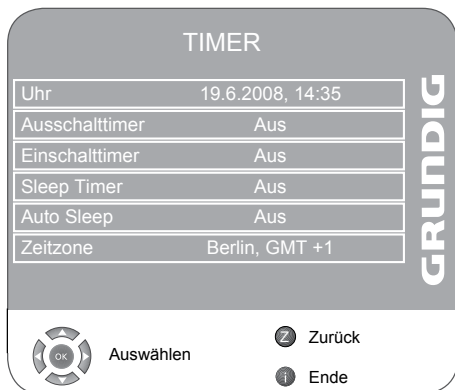 TIMER
Uhr 19.6.2008, 14:35
Ausschalttimer Aus
Einschalttimer Aus
Sleep Timer Aus
Auto Sleep Aus
Zeitzone Berlin, GMT +1
GRUNDIG
OK Auswählen
Z Zurück
i Ende